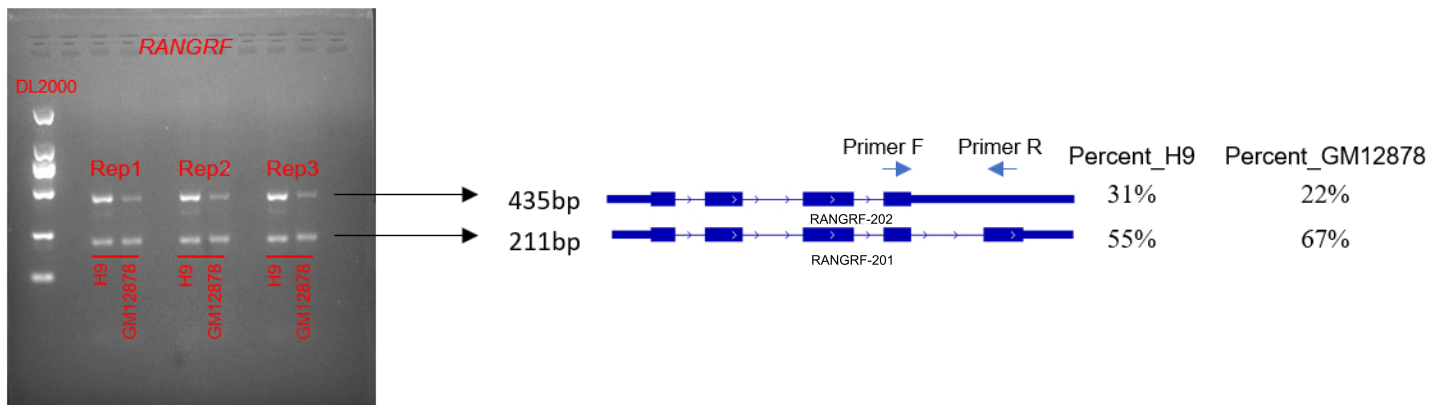 RANGRF
DL2000
Rep1 Rep2 Rep3
H9
GM12878
H9
GM12878
H9
GM12878
Primer F Primer R Percent_H9 Percent_GM12878
435bp 31% 22%
RANGRF-202
211bp 55% 67%
RANGRF-201